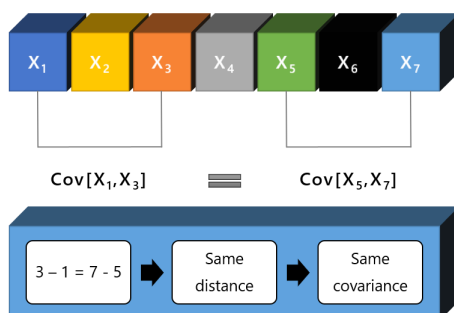 X₁ X₂ X₃ X₄ X₅ X₆ X₇
Cov[X₁,X₃] = Cov[X₅,X₇]
3 – 1 = 7 - 5
Same
distance
Same
covariance